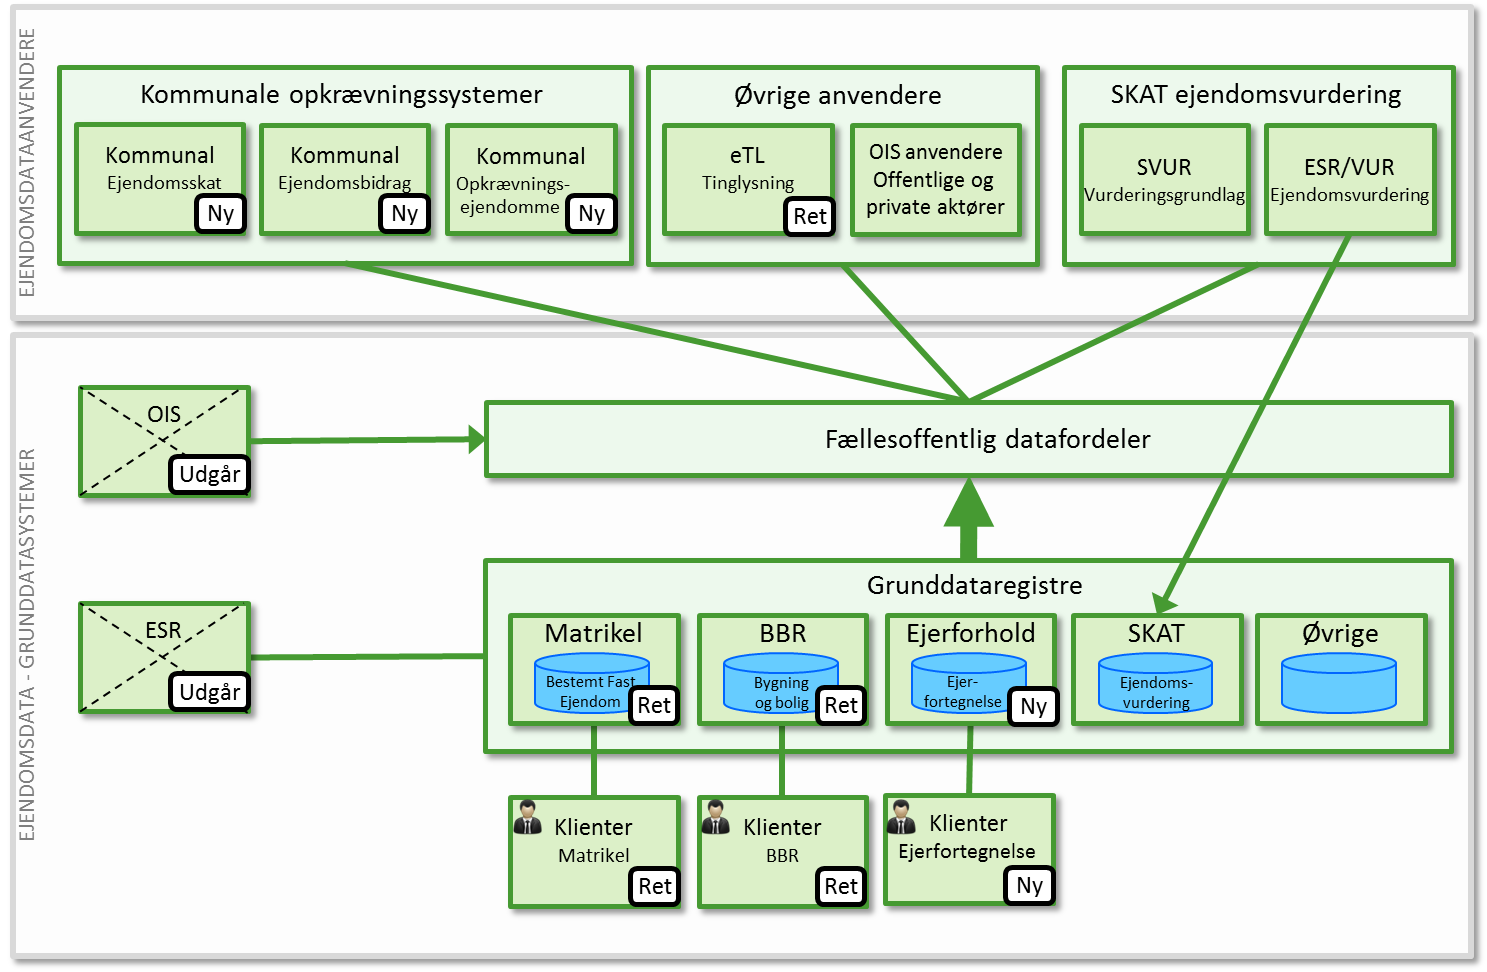 EJENDOMSDATAANVENDERE
Kommunale opkrævningssystemer
Kommunal
Ejendomsskat
Ny
Kommunal
Ejendomsbidrag
Ny
Kommunal
Opkrævnings-
ejendomme
Ny
Øvrige anvendere
eTL
Tinglysning
Ret
OIS anvendere
Offentlige og
private aktører
SKAT ejendomsvurdering
SVUR
Vurderingsgrundlag
ESR/VUR
Ejendomsvurdering
EJENDOMSDATA - GRUNDDATASYSTEMER
OIS
Udgår
Fællesoffentlig datafordeler
ESR
Udgår
Grunddataregistre
Matrikel
Bestemt Fast
Ejendom
Ret
BBR
Bygning
og bolig
Ret
Ejerforhold
Ejer-
fortegnelse
Ny
SKAT
Ejendoms-
vurdering
Øvrige
Klienter
Matrikel
Ret
Klienter
BBR
Ret
Klienter
Ejerfortegnelse
Ny